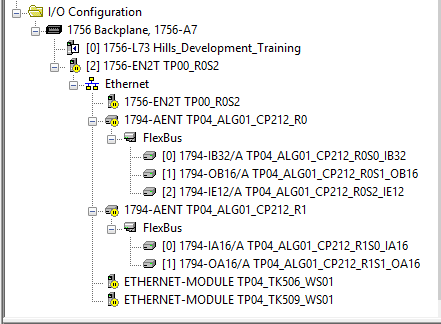 I/O Configuration
1756 Backplane, 1756-A7
[0] 1756-L73 Hills_Development_Training
[2] 1756-EN2T TP00_R0S2
Ethernet
1756-EN2T TP00_R0S2
1794-AENT TP04_ALG01_CP212_R0
FlexBus
[0] 1794-IB32/A TP04_ALG01_CP212_R0S0_IB32
[1] 1794-OB16/A TP04_ALG01_CP212_R0S1_OB16
[2] 1794-IE12/A TP04_ALG01_CP212_R0S2_IE12
1794-AENT TP04_ALG01_CP212_R1
FlexBus
[0] 1794-IA16/A TP04_ALG01_CP212_R1S0_IA16
[1] 1794-OA16/A TP04_ALG01_CP212_R1S1_OA16
ETHERNET-MODULE TP04_TK506_WS01
ETHERNET-MODULE TP04_TK509_WS01